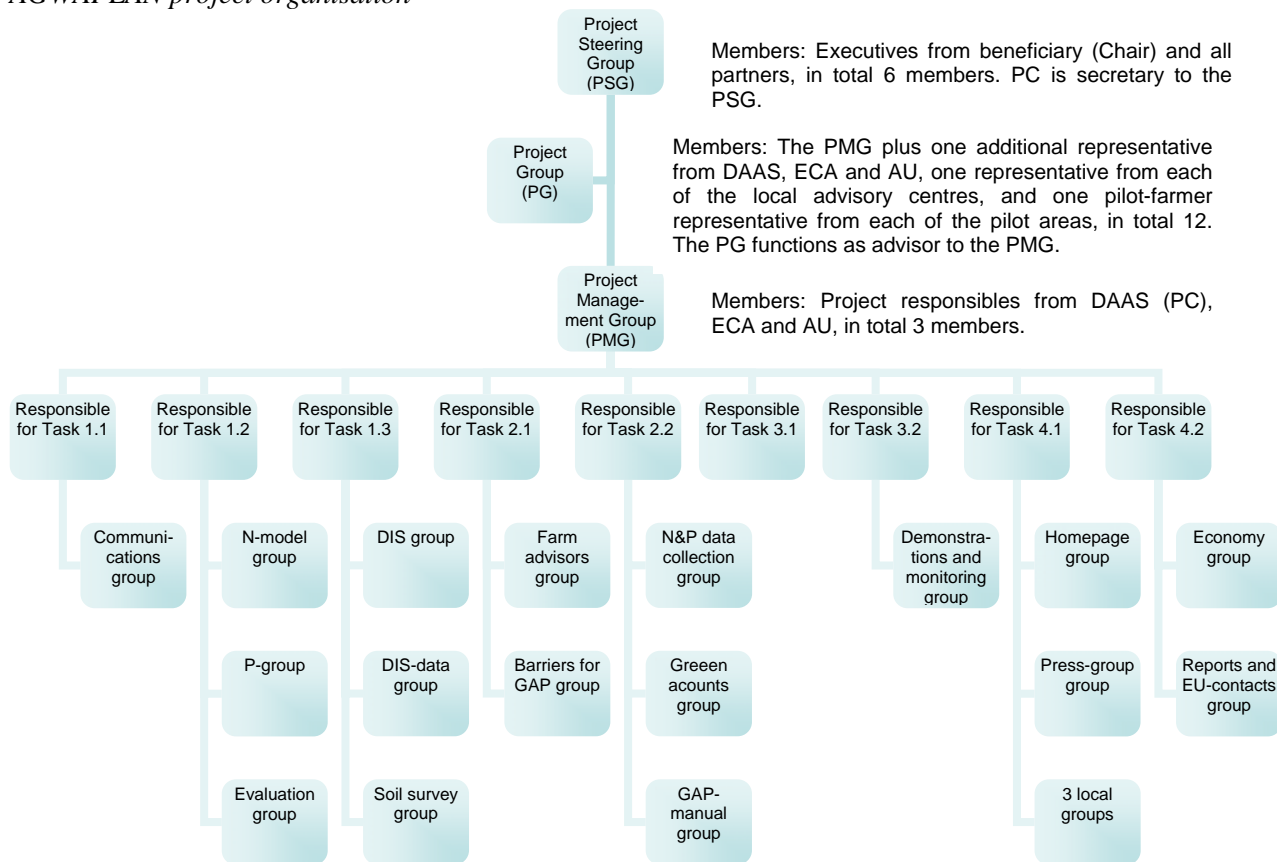 AGWAPLAN project organisation
Project
Steering
Group
(PSG)
Members: Executives from beneficiary (Chair) and all
partners, in total 6 members. PC is secretary to the
PSG.
Project
Group
(PG)
Members: The PMG plus one additional representative
from DAAS, ECA and AU, one representative from each
of the local advisory centres, and one pilot-farmer
representative from each of the pilot areas, in total 12.
The PG functions as advisor to the PMG.
Project
Manage-
ment Group
(PMG)
Members: Project responsibles from DAAS (PC),
ECA and AU, in total 3 members.
Responsible
for Task 1.1
Responsible
for Task 1.2
Responsible
for Task 1.3
Responsible
for Task 2.1
Responsible
for Task 2.2
Responsible
for Task 3.1
Responsible
for Task 3.2
Responsible
for Task 4.1
Responsible
for Task 4.2
Communi-
cations
group
N-model
group
DIS group
Farm
advisors
group
N&P data
collection
group
Demonstra-
tions and
monitoring
group
Homepage
group
Economy
group
P-group
DIS-data
group
Barriers for
GAP group
Greeen
acounts
group
Press-group
group
Reports and
EU-contacts
group
Evaluation
group
Soil survey
group
GAP-
manual
group
3 local
groups